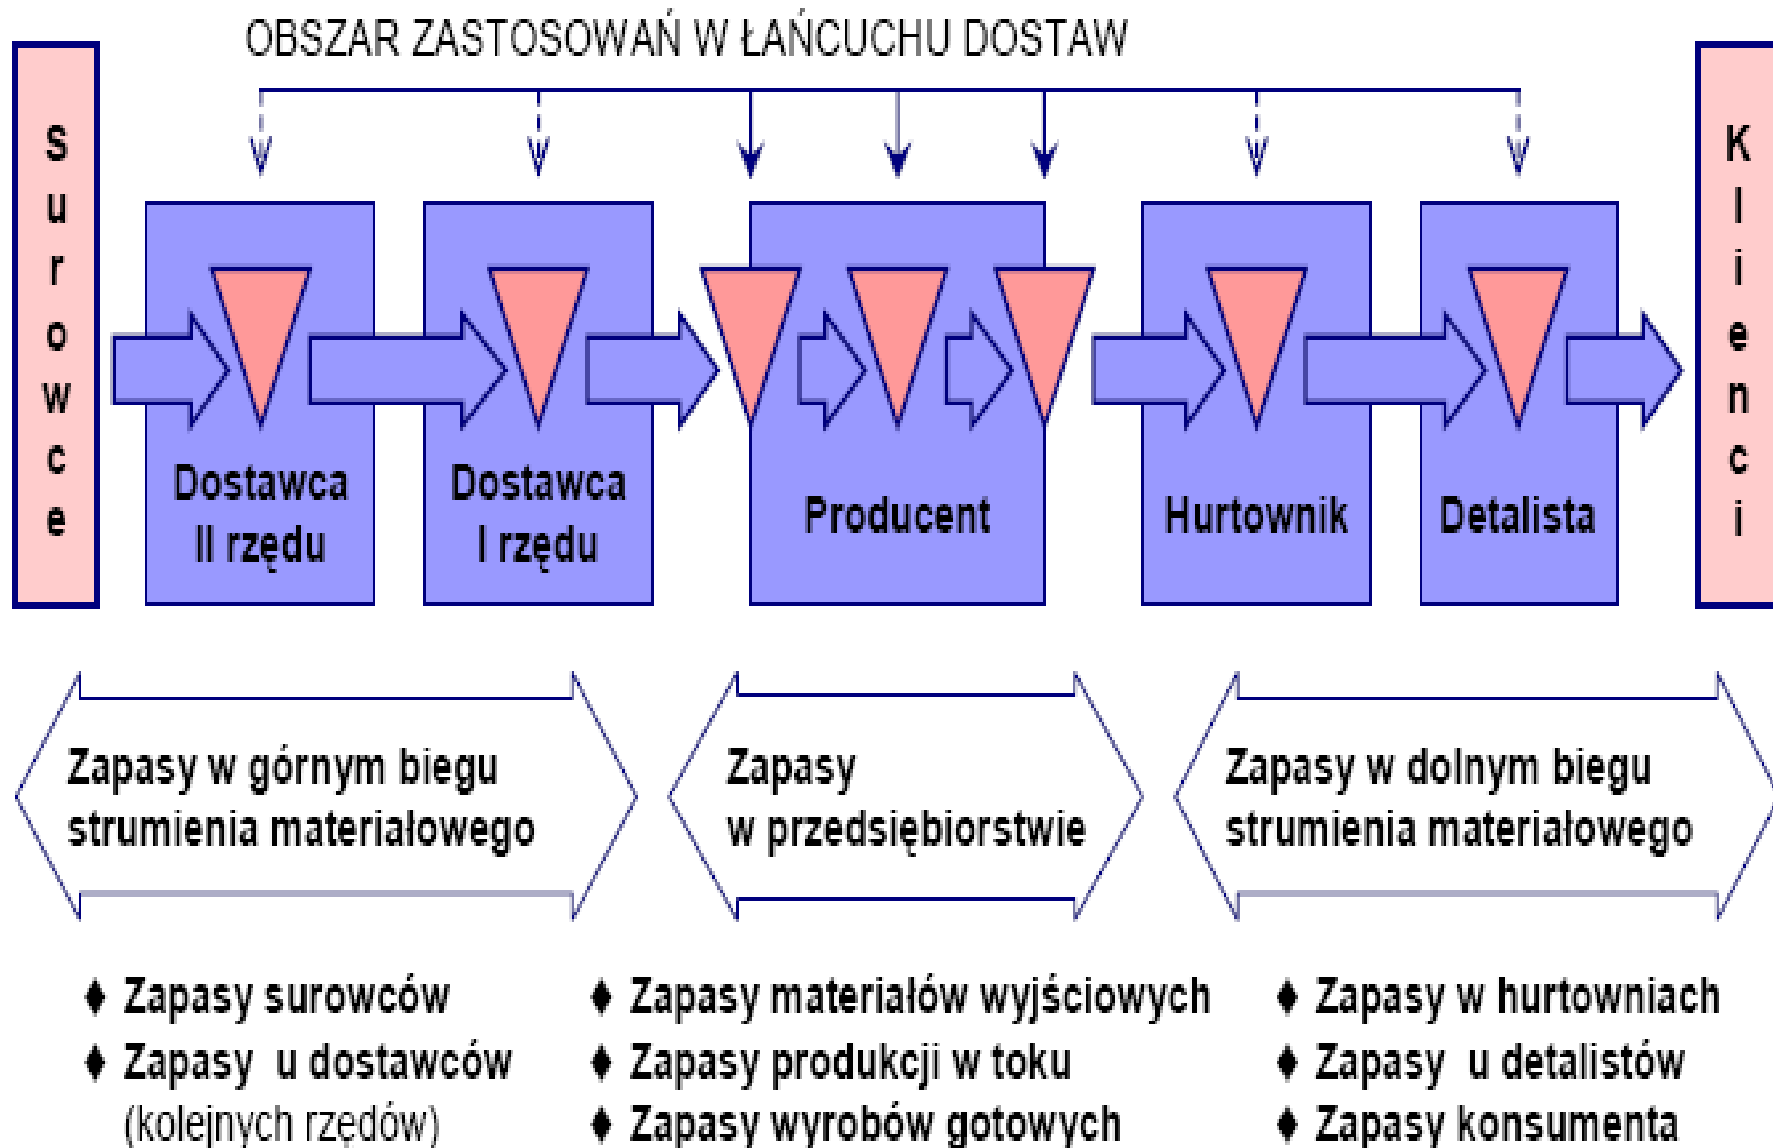 OBSZAR ZASTOSOWAŃ W ŁAŃCUCHU DOSTAW
Surowce
Dostawca
II rzędu
Dostawca
I rzędu
Producent
Hurtownik
Detalista
Klienci
Zapasy w górnym biegu
strumienia materiałowego
Zapasy
w przedsiębiorstwie
Zapasy w dolnym biegu
strumienia materiałowego
♦ Zapasy surowców
♦ Zapasy u dostawców
(kolejnych rzędów)
♦ Zapasy materiałów wyjściowych
♦ Zapasy produkcji w toku
♦ Zapasy wyrobów gotowych
♦ Zapasy w hurtowniach
♦ Zapasy u detalistów
♦ Zapasy konsumenta